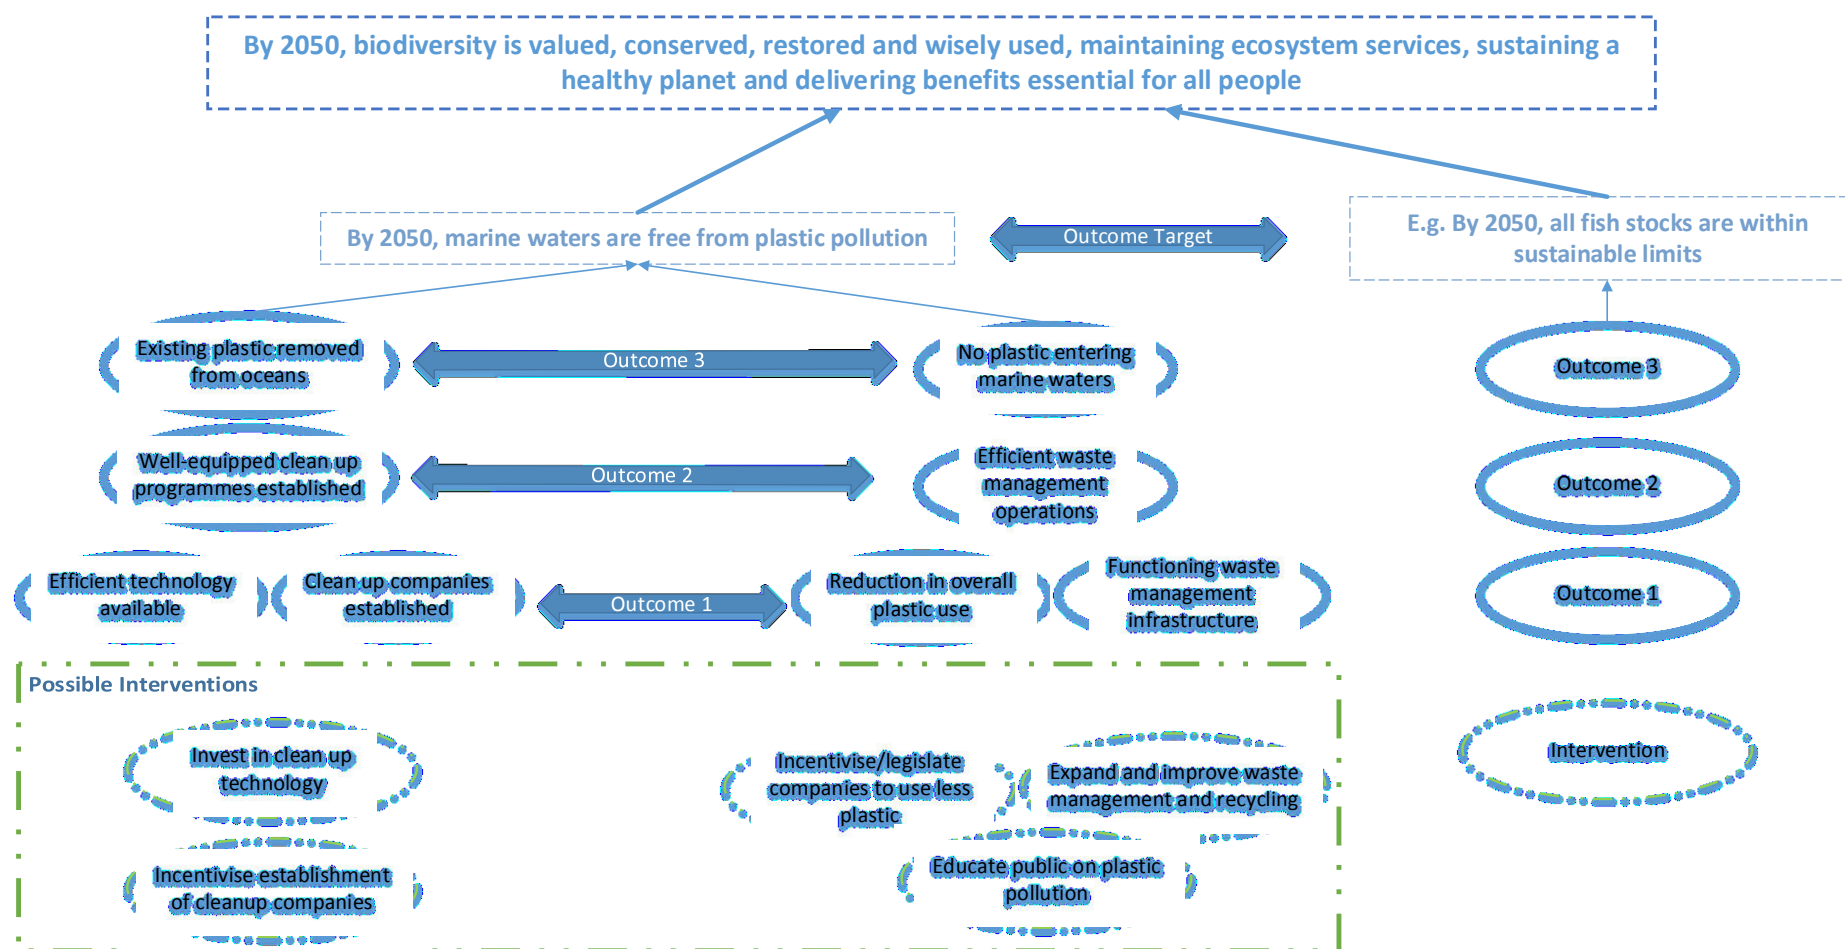 By 2050, biodiversity is valued, conserved, restored and wisely used, maintaining ecosystem services, sustaining a
healthy planet and delivering benefits essential for all people
By 2050, marine waters are free from plastic pollution
Outcome Target
E.g. By 2050, all fish stocks are within
sustainable limits
Existing plastic removed
from oceans
Outcome 3
No plastic entering
marine waters
Outcome 3
Well-equipped clean up
programmes established
Outcome 2
Efficient waste
management
operations
Outcome 2
Efficient technology
available
Clean up companies
established
Outcome 1
Reduction in overall
plastic use
Functioning waste
management
infrastructure
Outcome 1
Possible Interventions
Invest in clean up
technology
Incentivise/legislate
companies to use less
plastic
Expand and improve waste
management and recycling
Intervention
Incentivise establishment
of cleanup companies
Educate public on plastic
pollution